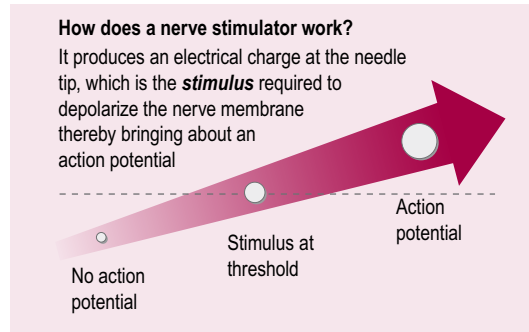 How does a nerve stimulator work?
It produces an electrical charge at the needle
tip, which is the stimulus required to
depolarize the nerve membrane
thereby bringing about an
action potential
Action
potential
Stimulus at
threshold
No action
potential